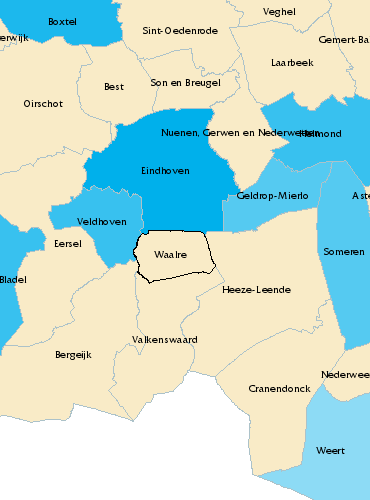 Veghel
Boxtel
Sint-Oedenrode
erwijk
Gemert-Ba
Laarbeek
Best
Son en Breugel
Oirschot
Nuenen, Gerwen en Nederwetten
Helmond
Eindhoven
Geldrop-Mierlo
Aste
Veldhoven
Eersel
Waalre
Someren
Bladel
Heeze-Leende
Valkenswaard
Bergeijk
Nederwee
Cranendonck
Weert